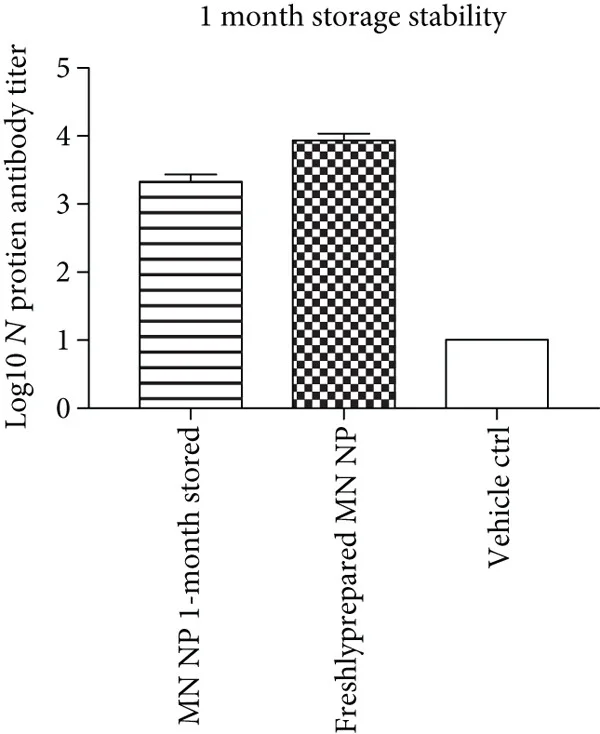 1 month storage stability
Log10 N protien antibody titer
5
4
3
2
1
0
MN NP 1-month stored
Freshlyprepared MN NP
Vehicle ctrl